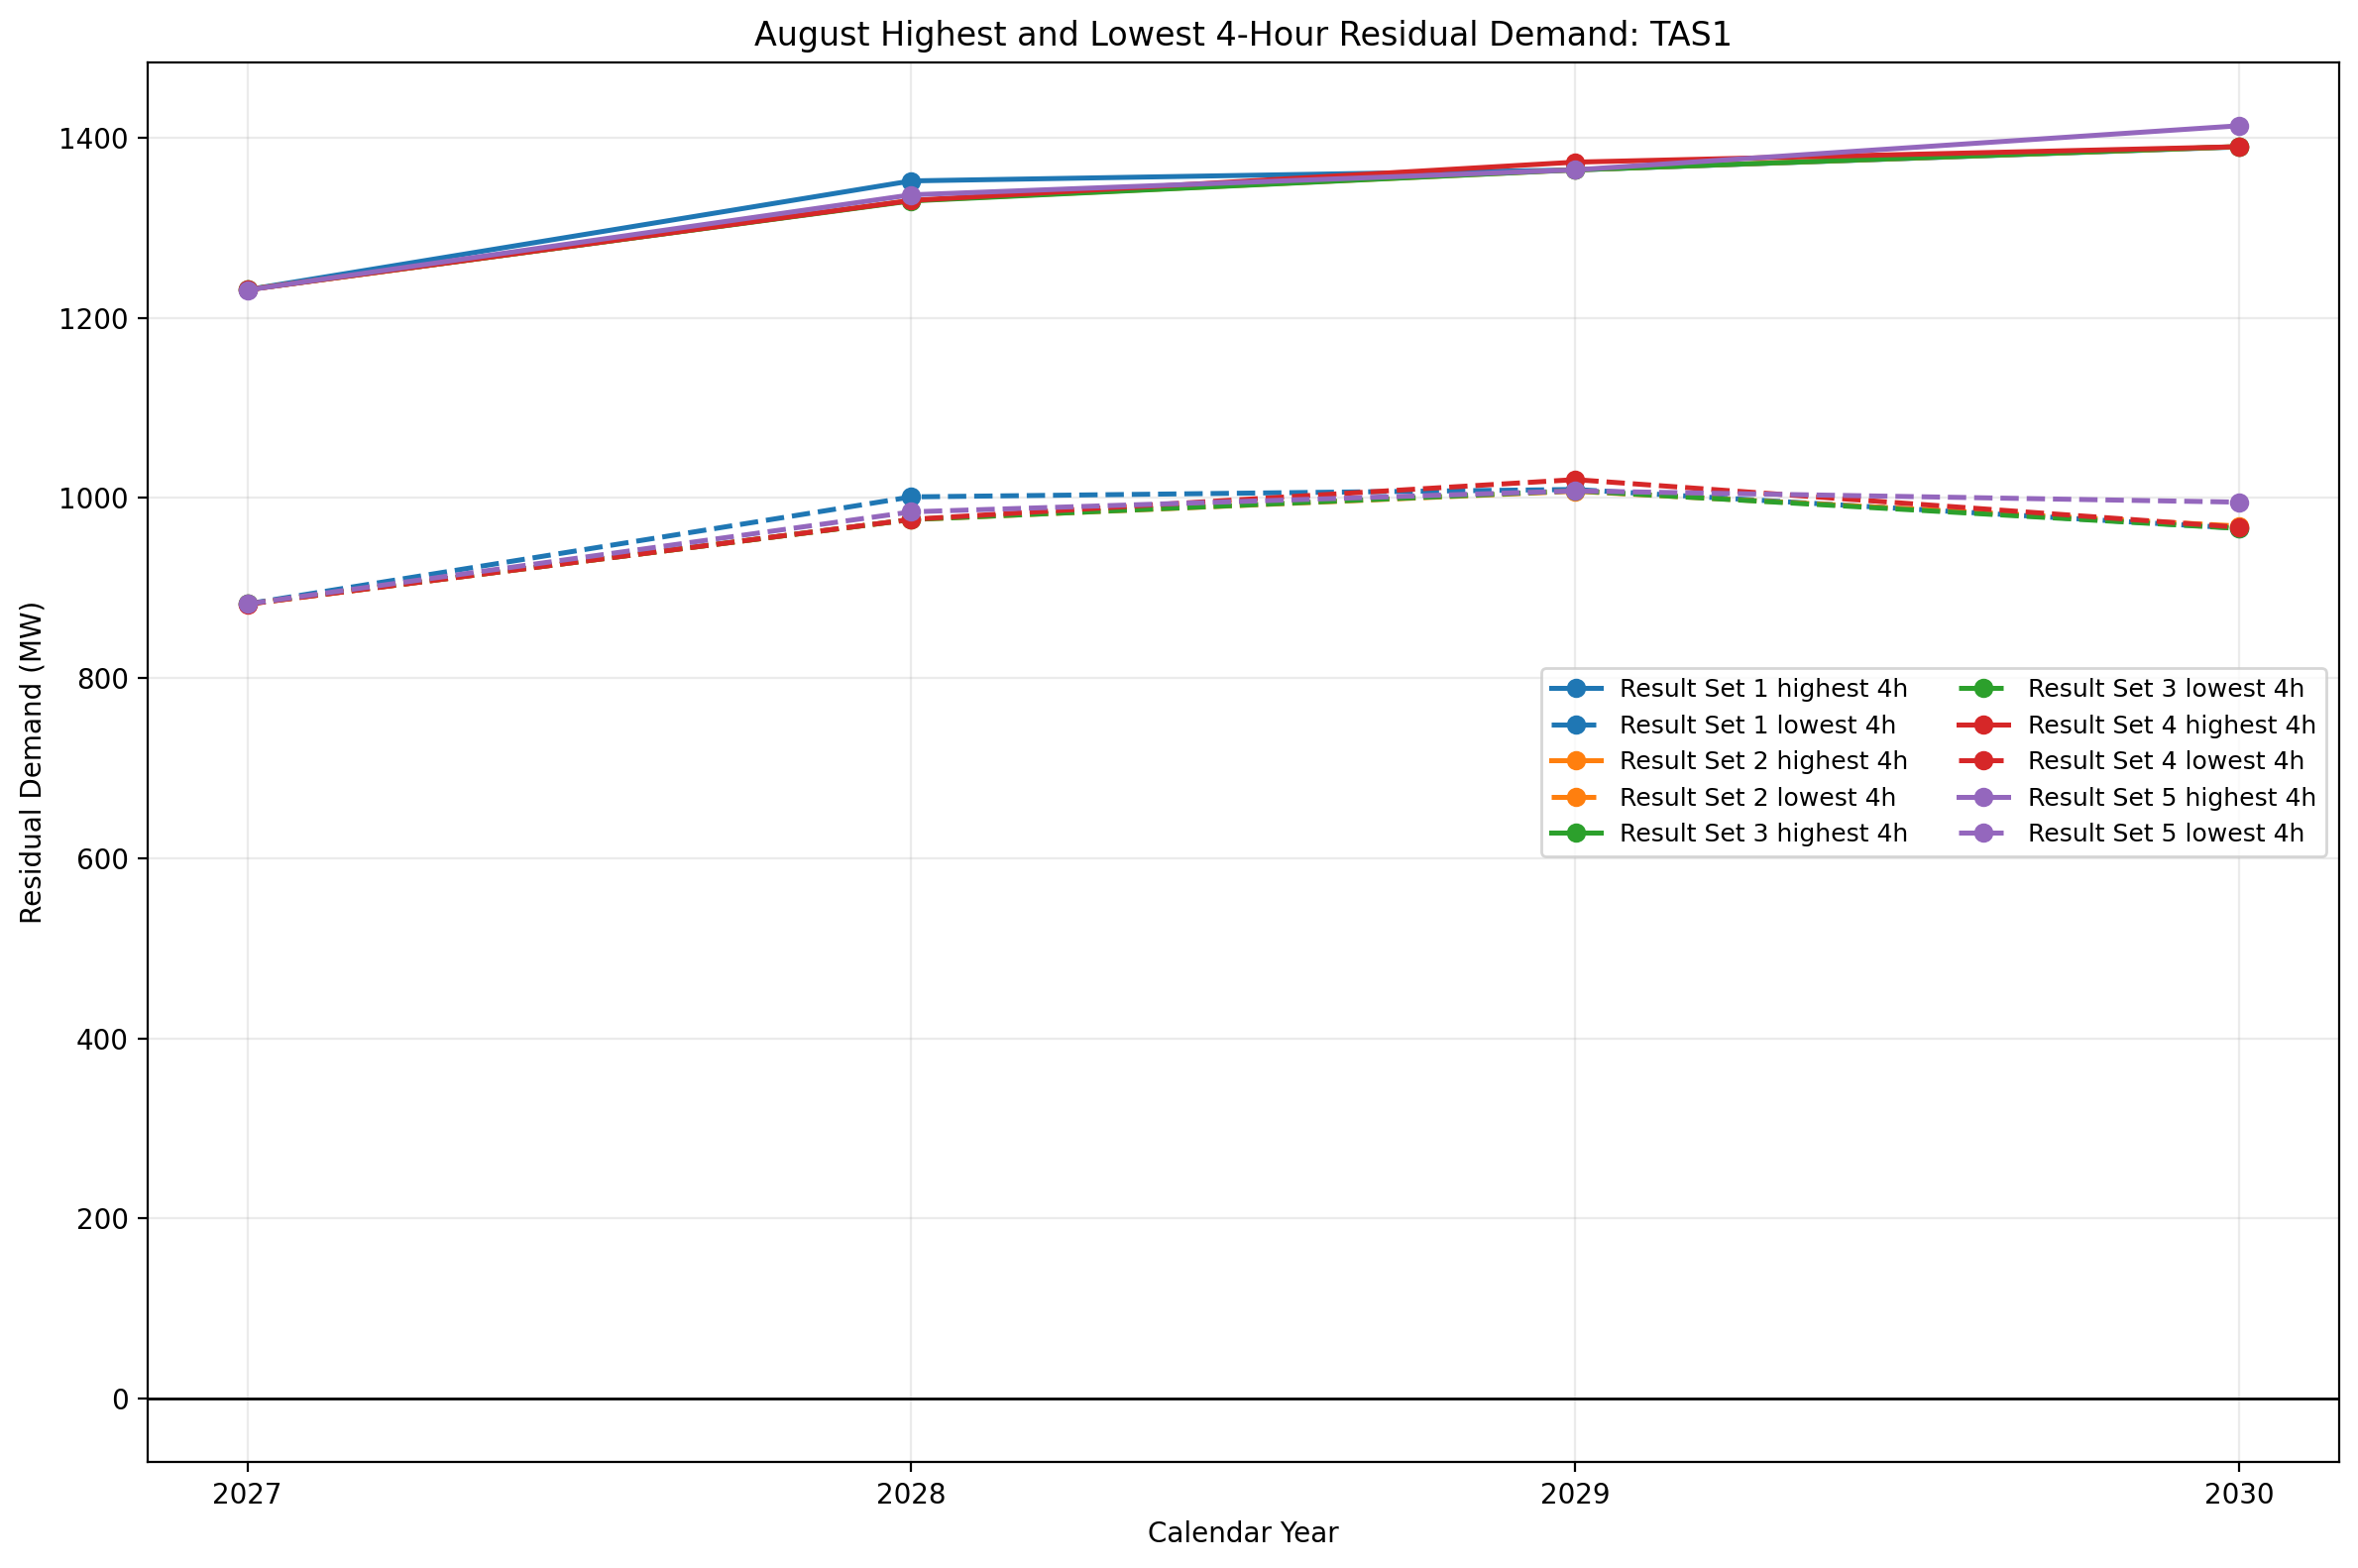 August Highest and Lowest 4-Hour Residual Demand: TAS1
Residual Demand (MW)
1400
1200
1000
800
600
400
200
0
Result Set 1 highest 4h
Result Set 1 lowest 4h
Result Set 2 highest 4h
Result Set 2 lowest 4h
Result Set 3 highest 4h
Result Set 3 lowest 4h
Result Set 4 highest 4h
Result Set 4 lowest 4h
Result Set 5 highest 4h
Result Set 5 lowest 4h
2027
2028
2029
2030
Calendar Year